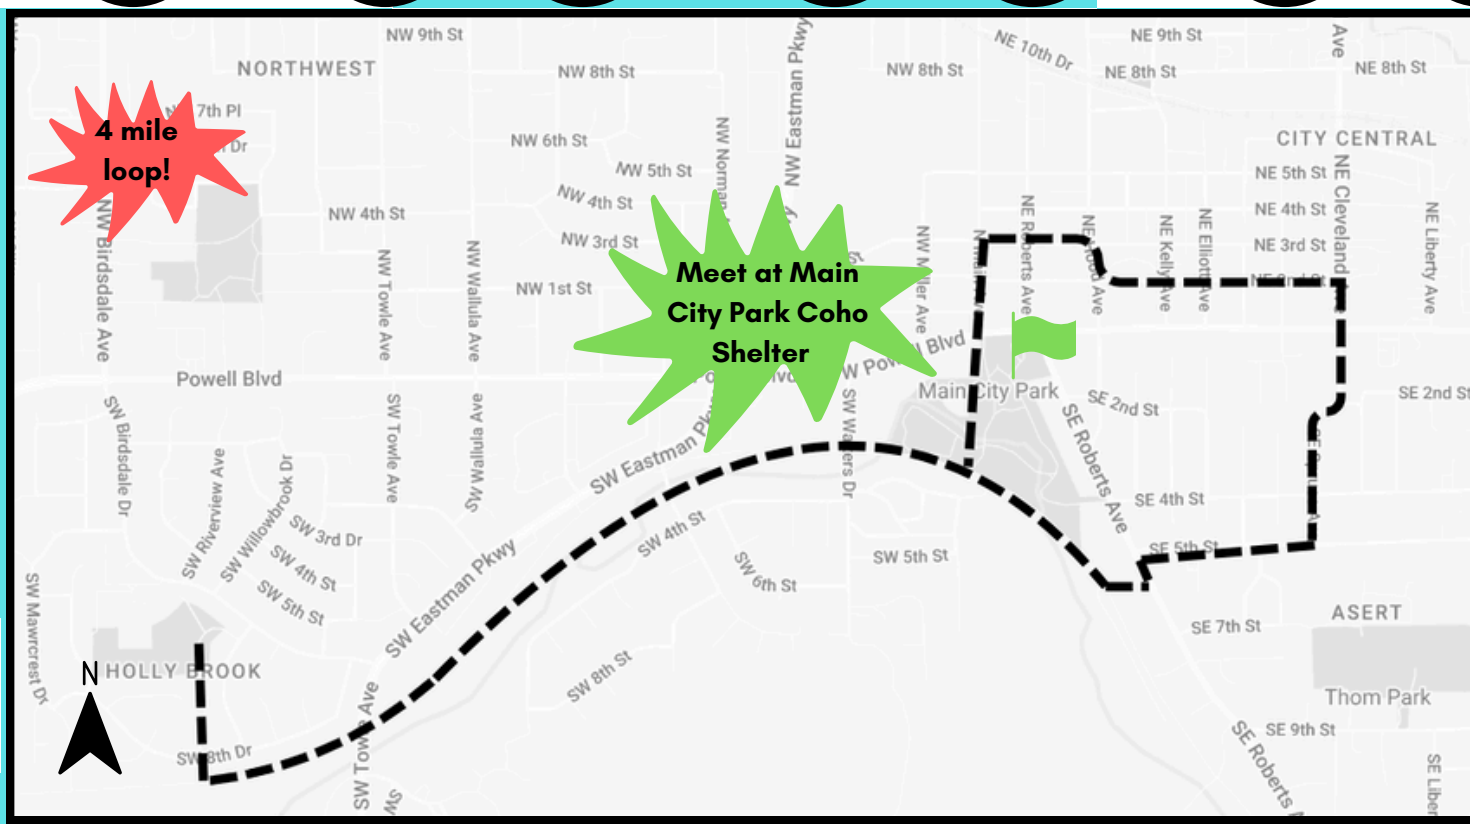 NW 9th St
NE 10th Dr
NE 9th St
Ave
NORTHWEST
NW 8th St
NW 8th St
NE 8th St
NE 8th St
NW Eastman Pkwy
7th Pl
Dr
4 mile
loop!
NW 6th St
CITY CENTRAL
NW 5th St
NE 5th St
NW 4th St
NW 4th St
NE 4th St
NW 3rd St
NE 3rd St
NW 1st St
NW Birdsdale Ave
NW Towle Ave
NW Wallula Ave
NW Norman
NE Roberts Ave
NE Kelly Ave
NE Elliott Ave
NE Cleveland
NE Liberty Ave
Meet at Main
City Park Coho
Shelter
Powell Blvd
W Powell Blvd
Main City Park
SE 2nd St
SE 2nd St
SW Birdsdale Dr
SW Towle Ave
SW Wallula Ave
SW Eastman Pkwy
SE Roberts Ave
SW Riverview Ave
SW Willowbrook Dr
SW 3rd Dr
SW 4th St
SW 5th St
SW 4th St
SW 6th St
SW 5th St
SE 4th St
SE 5th St
SW Eastman Pkwy
SW Mawrcrest Dr
SE 7th St
ASERT
N
HOLLY BROOK
SW 8th St
Thom Park
SW 8th Dr
SW Towle Ave
SE 9th St
SE Roberts
SE Liber
SW